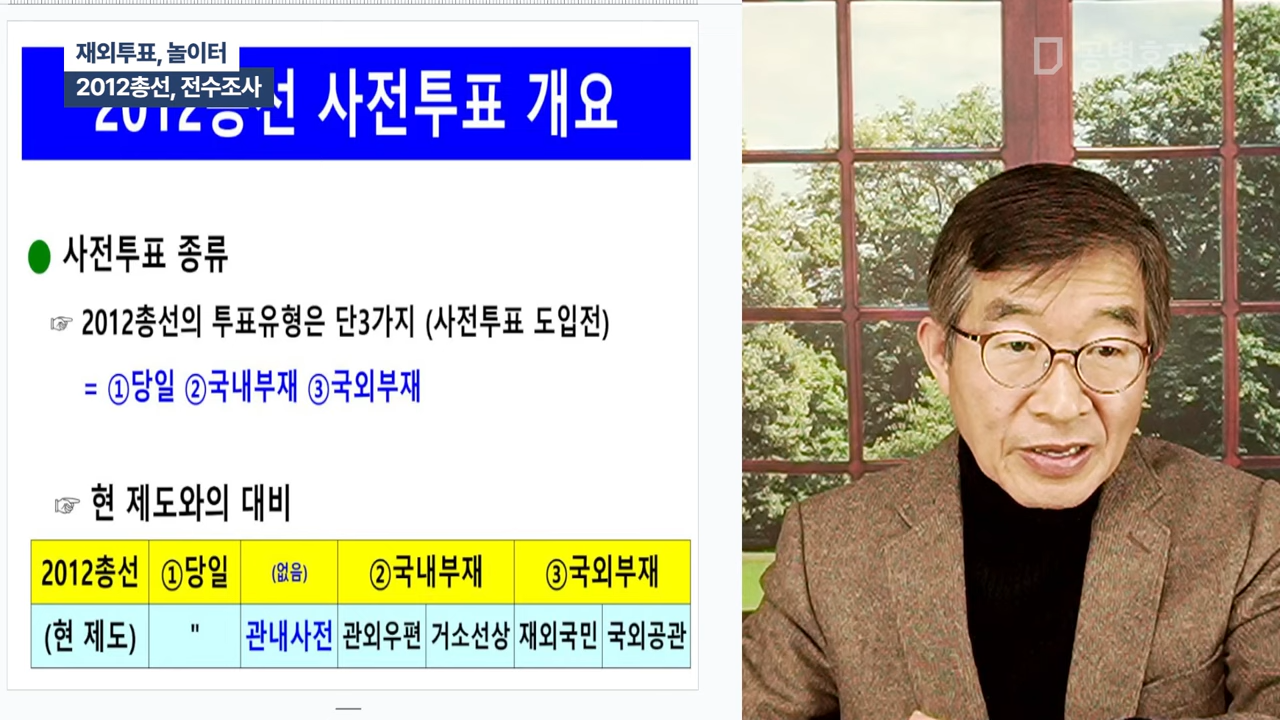 재외투표, 놀이터
2012총선, 전수조사
2012총선 사전투표 개요
공병호
사전투표 종류
☞ 2012총선의 투표유형은 단3가지 (사전투표 도입전)
= ①당일 ②국내부재 ③국외부재
☞ 현 제도와의 대비
2012총선 ①당일 (없음) ②국내부재 ③국외부재
(현 제도) " 관내사전 관외우편 거소선상 재외국민 국외공관